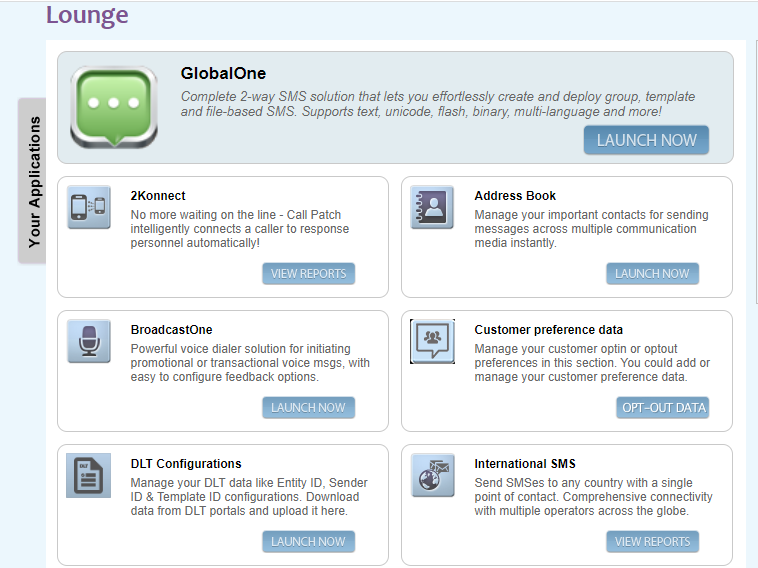 Lounge
Your Applications
GlobalOne
Complete 2-way SMS solution that lets you effortlessly create and deploy group, template
and file-based SMS. Supports text, unicode, flash, binary, multi-language and more!
LAUNCH NOW
2Konnect
No more waiting on the line - Call Patch
intelligently connects a caller to response
personnel automatically!
VIEW REPORTS
Address Book
Manage your important contacts for sending
messages across multiple communication
media instantly.
LAUNCH NOW
BroadcastOne
Powerful voice dialer solution for initiating
promotional or transactional voice msgs, with
easy to configure feedback options.
LAUNCH NOW
Customer preference data
Manage your customer optin or optout
preferences in this section. You could add or
manage your customer preference data.
OPT-OUT DATA
DLT
DLT Configurations
Manage your DLT data like Entity ID, Sender
ID & Template ID configurations. Download
data from DLT portals and upload it here.
LAUNCH NOW
International SMS
Send SMSes to any country with a single
point of contact. Comprehensive connectivity
with multiple operators across the globe.
VIEW REPORTS